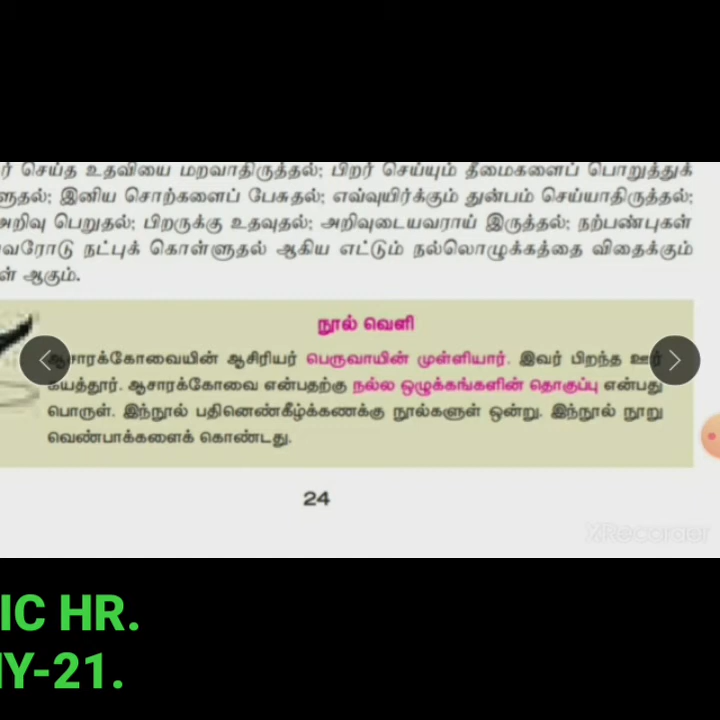 ர் செய்த உதவியை மறவாதிருத்தல்; பிறர் செய்யும் தீமைகளைப் பொறுத்துக்
ளுதல்; இனிய சொற்களைப் பேசுதல்; எவ்வுயிர்க்கும் துன்பம் செய்யாதிருத்தல்;
அறிவு பெறுதல்; பிறருக்கு உதவுதல்; அறிவுடையவராய் இருத்தல்; நற்பண்புகள்
வரோடு நட்புக் கொள்ளுதல் ஆகிய எட்டும் நல்லொழுக்கத்தை விதைக்கும்
ள் ஆகும்.
நூல் வெளி
ஆசாரக்கோவையின் ஆசிரியர் பெருவாயின் முள்ளியார். இவர் பிறந்த ஊர்
கயத்தூர். ஆசாரக்கோவை என்பதற்கு நல்ல ஒழுக்கங்களின் தொகுப்பு என்பது
பொருள். இந்நூல் பதினெண்கீழ்க்கணக்கு நூல்களுள் ஒன்று. இந்நூல் நூறு
வெண்பாக்களைக் கொண்டது.
24
XRecorder
IC HR.
Y-21.